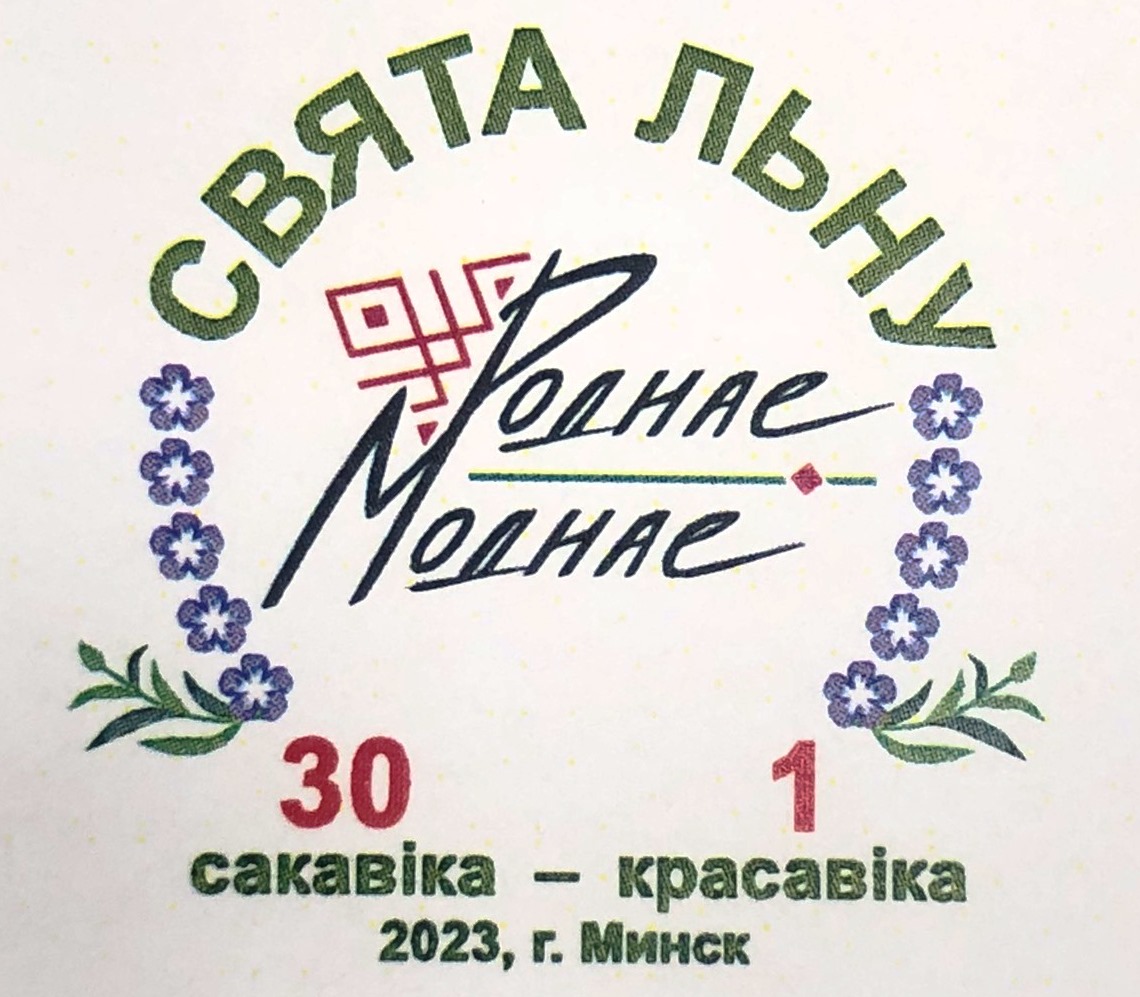 СВЯТА ЛЬНУ
Роднае
Моднае
30 1
сакавіка – красавіка
2023, г. Минск